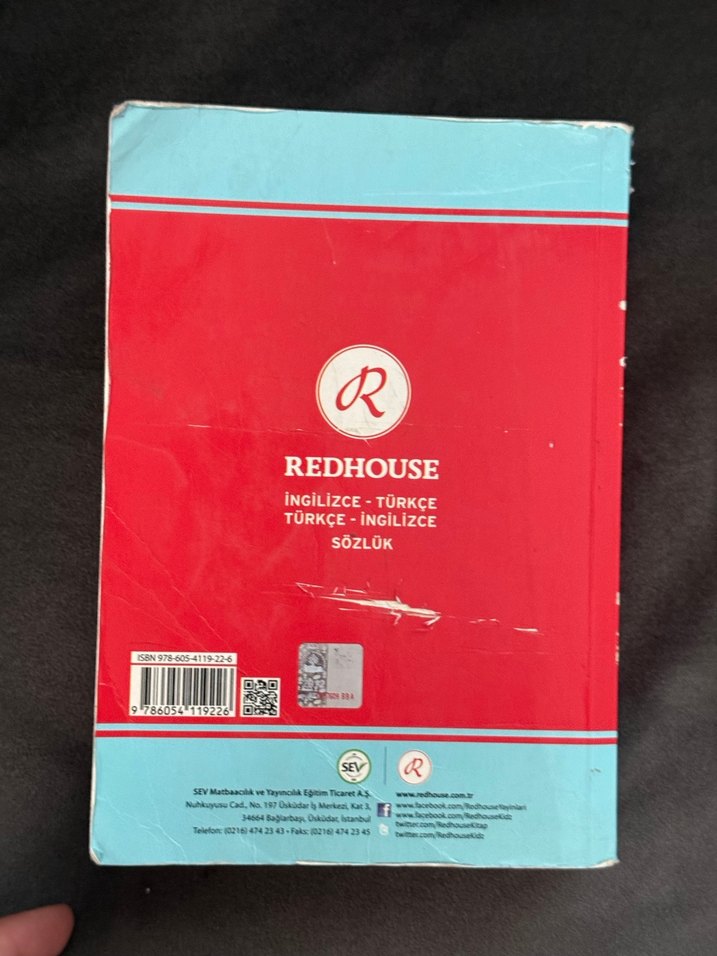 R
REDHOUSE
İNGİLİZCE - TÜRKÇE
TÜRKÇE - İNGİLİZCE
SÖZLÜK
ISBN 978-605-4119-22-6
9 786054 119226
SEV
R
SEV Matbaacılık ve Yayıncılık Eğitim Ticaret A.Ş.
Nuhkuyusu Cad., No. 197 Üsküdar İş Merkezi, Kat 3,
34664 Bağlarbaşı, Üsküdar, İstanbul
Telefon: (0216) 474 23 43 • Faks: (0216) 474 23 45
www.redhouse.com.tr
f www.facebook.com/RedhouseYayinlari
www.facebook.com/RedhouseKidz
twitter.com/RedhouseKitap
twitter.com/RedhouseKidz